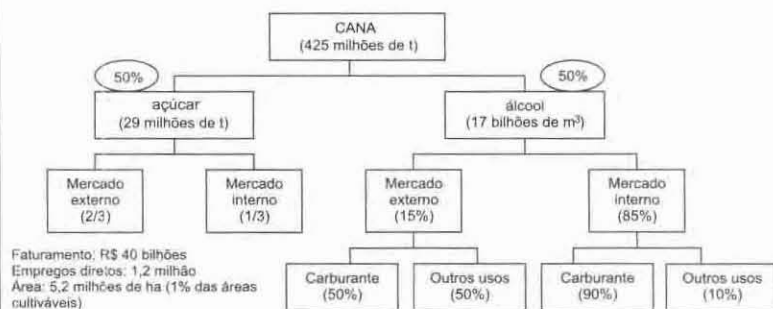 CANA
(425 milhões de t)
50%
50%
açúcar
(29 milhões de t)
álcool
(17 bilhões de m³)
Mercado
externo
(2/3)
Mercado
interno
(1/3)
Mercado
externo
(15%)
Mercado
interno
(85%)
Faturamento: R$ 40 bilhões
Empregos diretos: 1,2 milhão
Área: 5,2 milhões de ha (1% das áreas
cultiváveis)
Carburante
(50%)
Outros usos
(50%)
Carburante
(90%)
Outros usos
(10%)